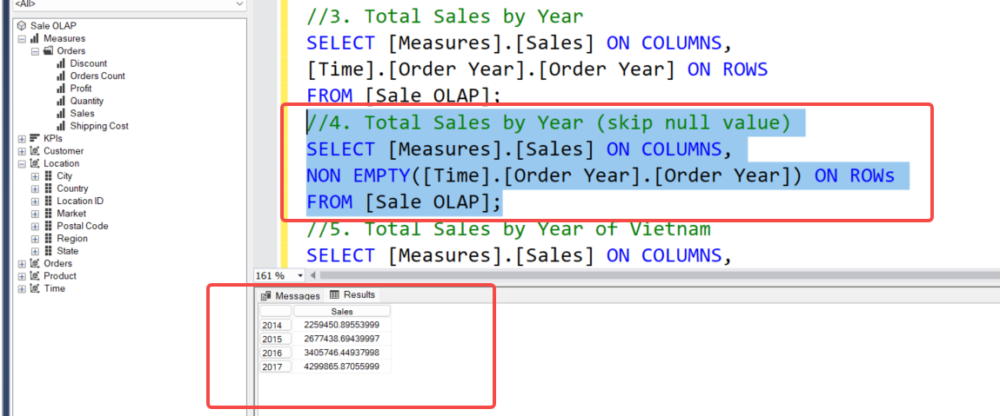 <All>
Sale OLAP
Measures
Orders
Discount
Orders Count
Profit
Quantity
Sales
Shipping Cost
KPIs
Customer
Location
City
Country
Location ID
Market
Postal Code
Region
State
Orders
Product
Time
//3. Total Sales by Year
SELECT [Measures].[Sales] ON COLUMNS,
[Time].[Order Year].[Order Year] ON ROWS
FROM [Sale OLAP];
//4. Total Sales by Year (skip null value)
SELECT [Measures].[Sales] ON COLUMNS,
NON EMPTY([Time].[Order Year].[Order Year]) ON ROWs
FROM [Sale OLAP];
//5. Total Sales by Year of Vietnam
SELECT [Measures].[Sales] ON COLUMNS,
161 %
Messages Results
Sales
2014 2259450.89553999
2015 2677438.69439997
2016 3405746.44937998
2017 4299865.87055999